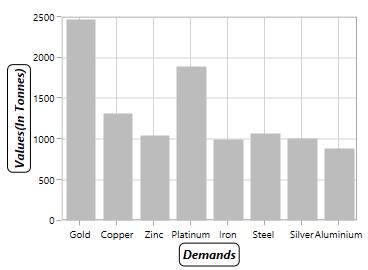 2500
2000
1500
1000
500
0
Values(In Tonnes)
Gold Copper Zinc Platinum Iron Steel Silver Aluminium
Demands